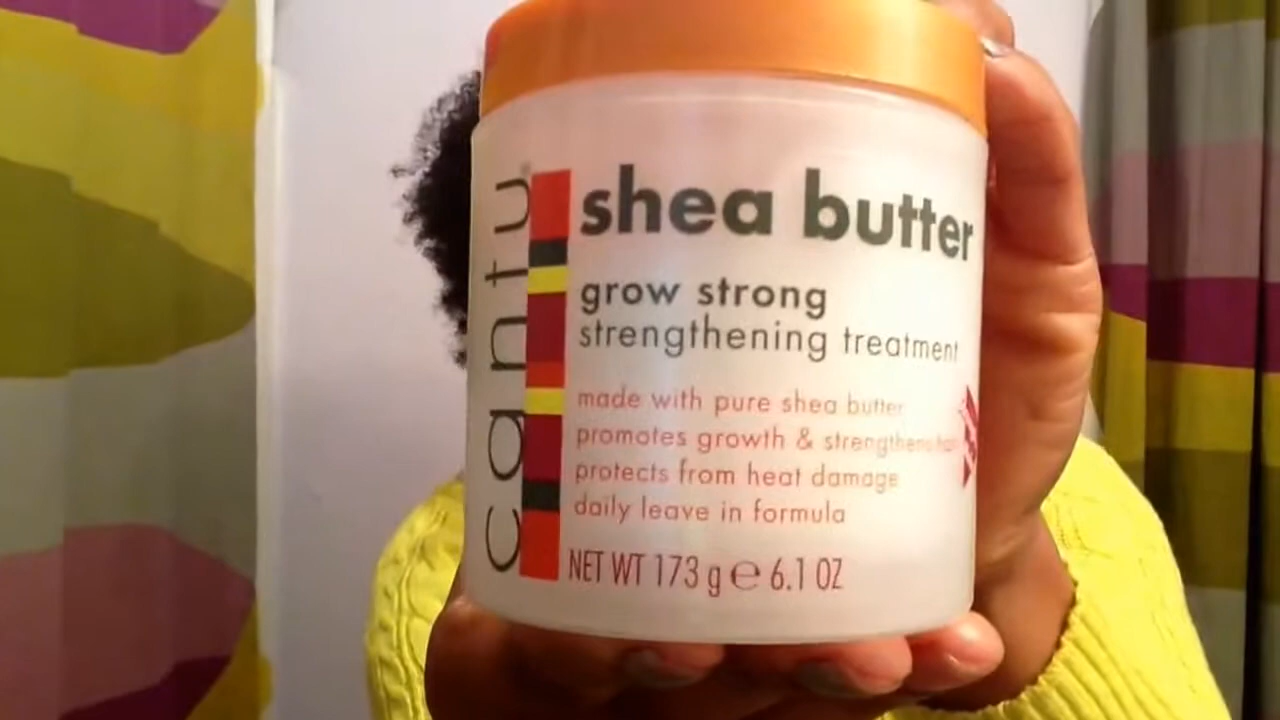 cantu
shea butter
grow strong
strengthening treatment
made with pure shea butter
promotes growth & strengthens
protects from heat damage
daily leave in formula
NET WT 173 g ℮ 6.1 OZ